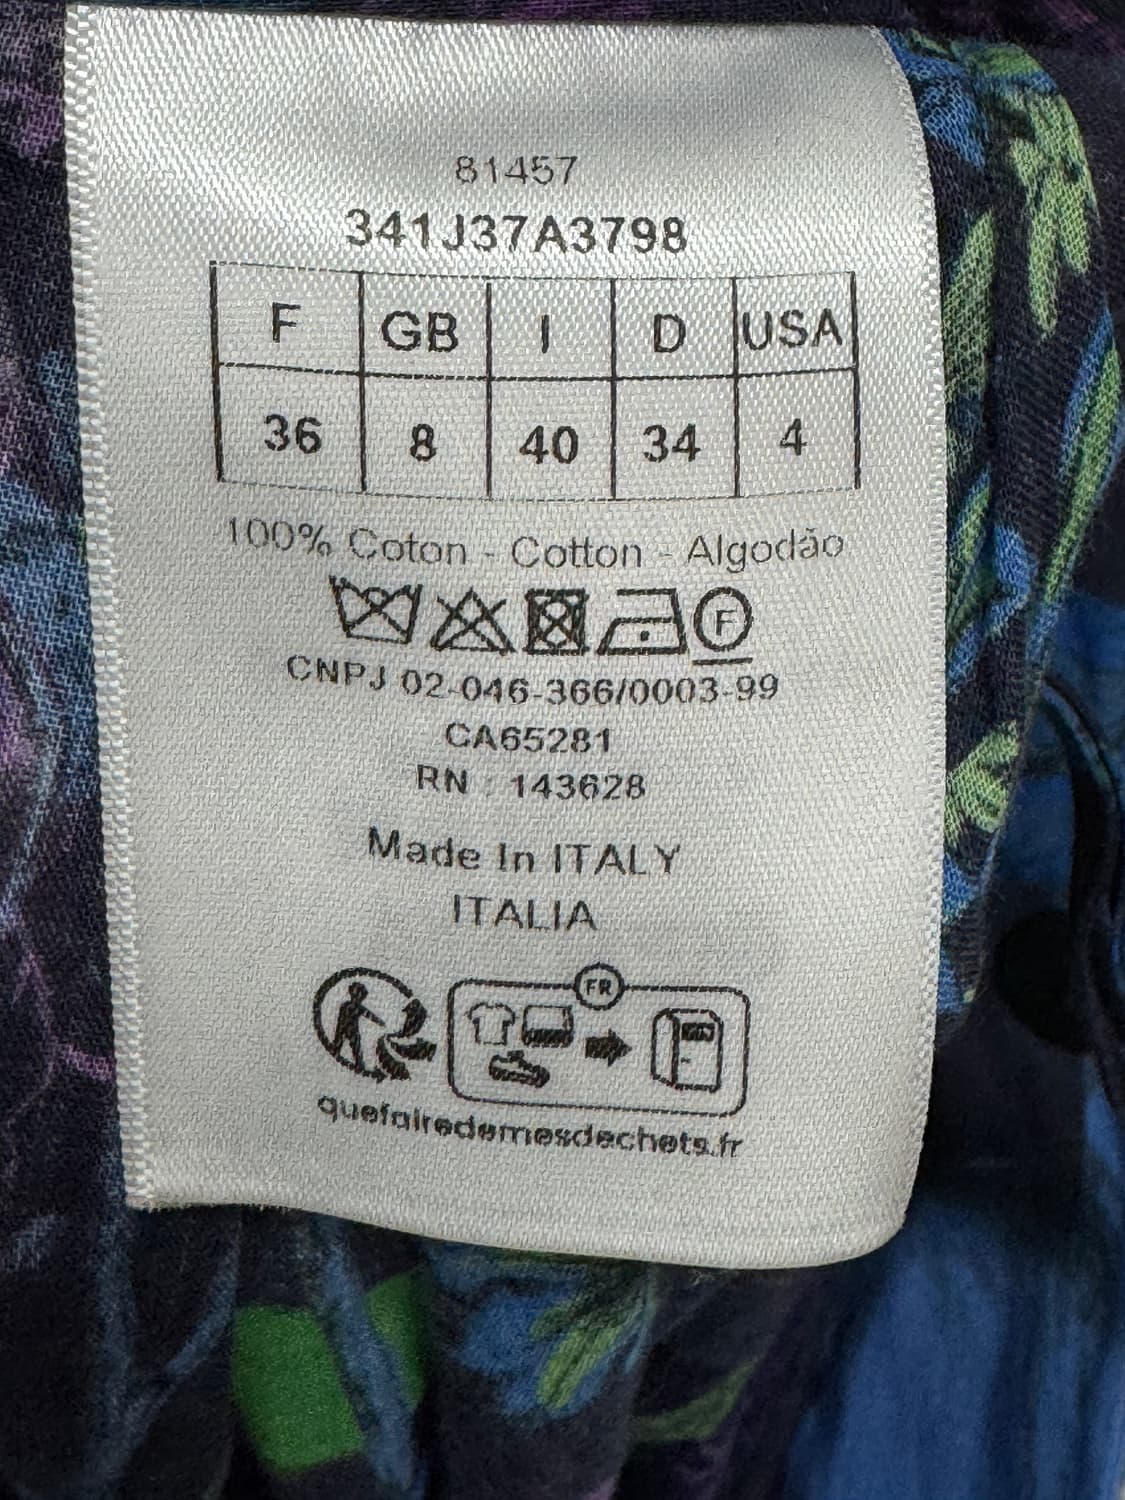 81457
341J37A3798
F GB I D USA
36 8 40 34 4
100% Coton - Cotton - Algodão
F
CNPJ 02-046-366/0003-99
CA65281
RN : 143628
Made In ITALY
ITALIA
FR
quefairedemesdechets.fr